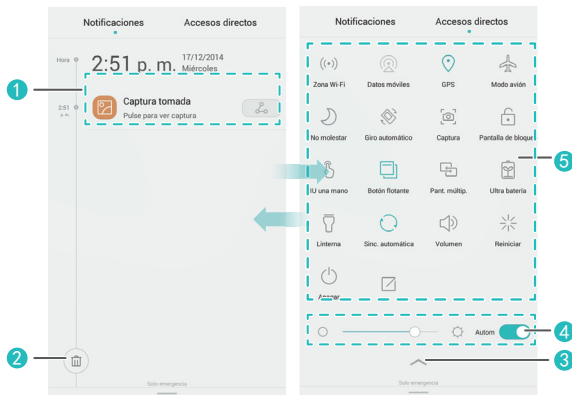 Notificaciones Accesos directos
Hora 2:51 p. m. 17/12/2014
Miércoles
1
2:51
p. m.
Captura tomada
Pulse para ver captura
2
Solo emergencia
Notificaciones Accesos directos
Zona Wi-Fi Datos móviles GPS Modo avión
No molestar Giro automático Captura Pantalla de bloque
5
IU una mano Botón flotante Pant. múltip. Ultra batería
Linterna Sinc. automática Volumen Reiniciar
Autom
4
3
Solo emergencia